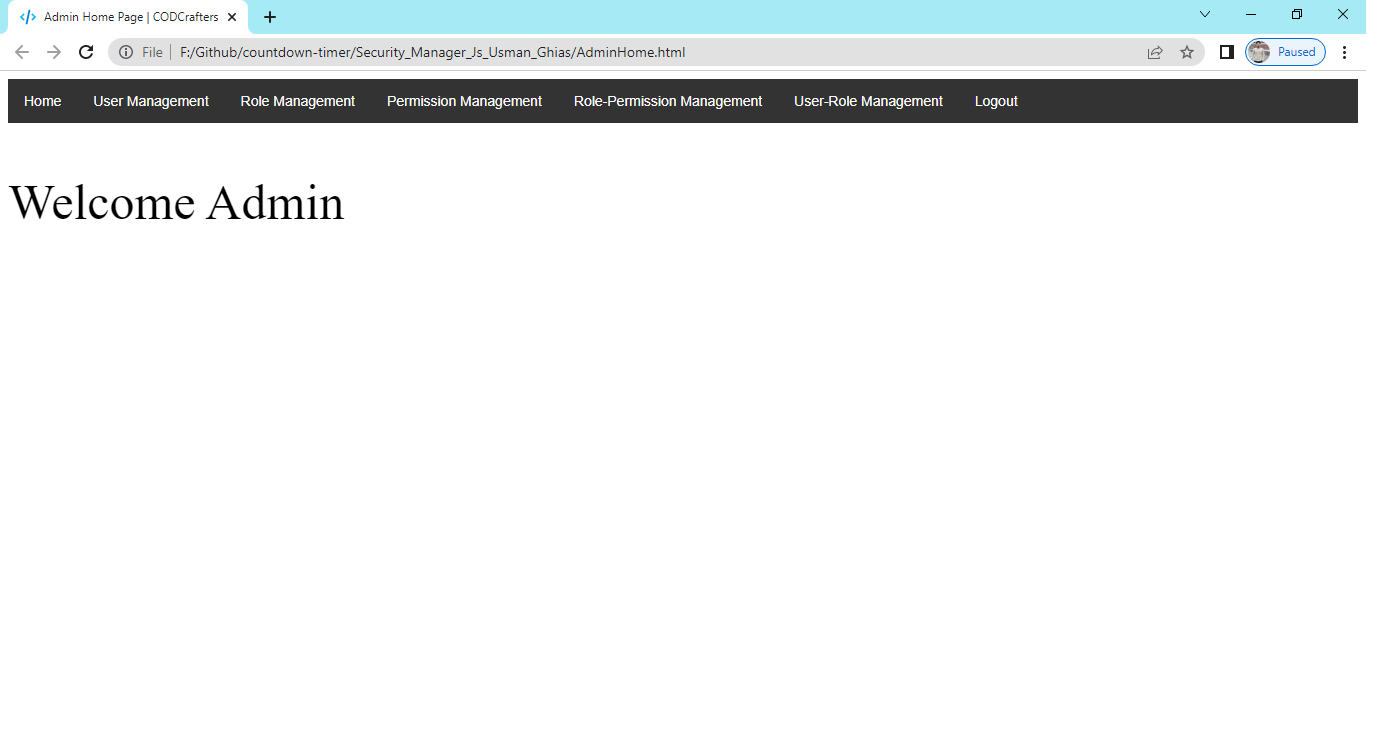 Admin Home Page | CODCrafters
File | F:/Github/countdown-timer/Security_Manager_Js_Usman_Ghias/AdminHome.html
Paused
Home User Management Role Management Permission Management Role-Permission Management User-Role Management Logout
Welcome Admin